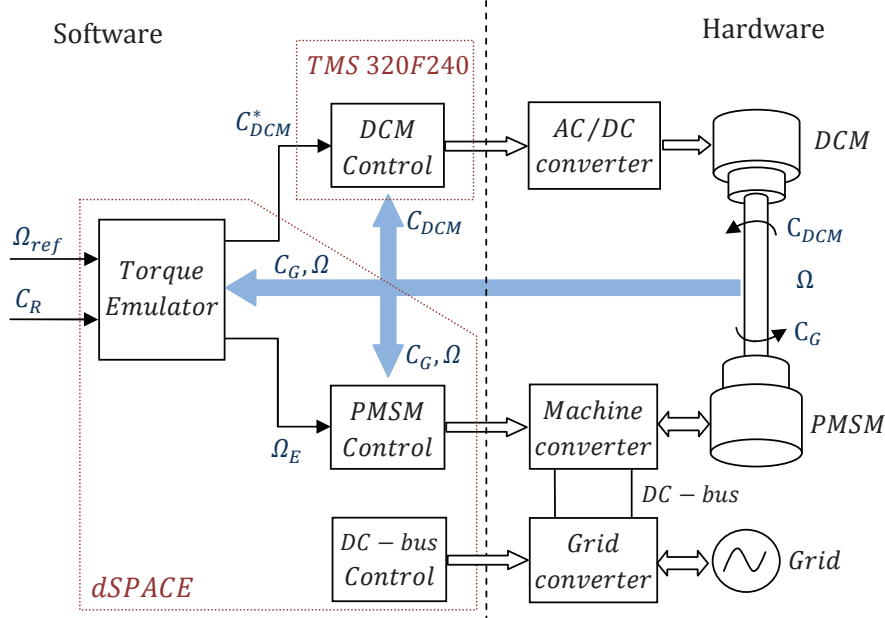 Software
Hardware
TMS 320F240
C*DCM
DCM
Control
AC/DC
converter
DCM
CDCM
CDCM
Ωref
Torque
Emulator
CG, Ω
Ω
CR
CG
CG, Ω
PMSM
Control
Machine
converter
PMSM
ΩE
DC − bus
DC − bus
Control
Grid
converter
Grid
dSPACE